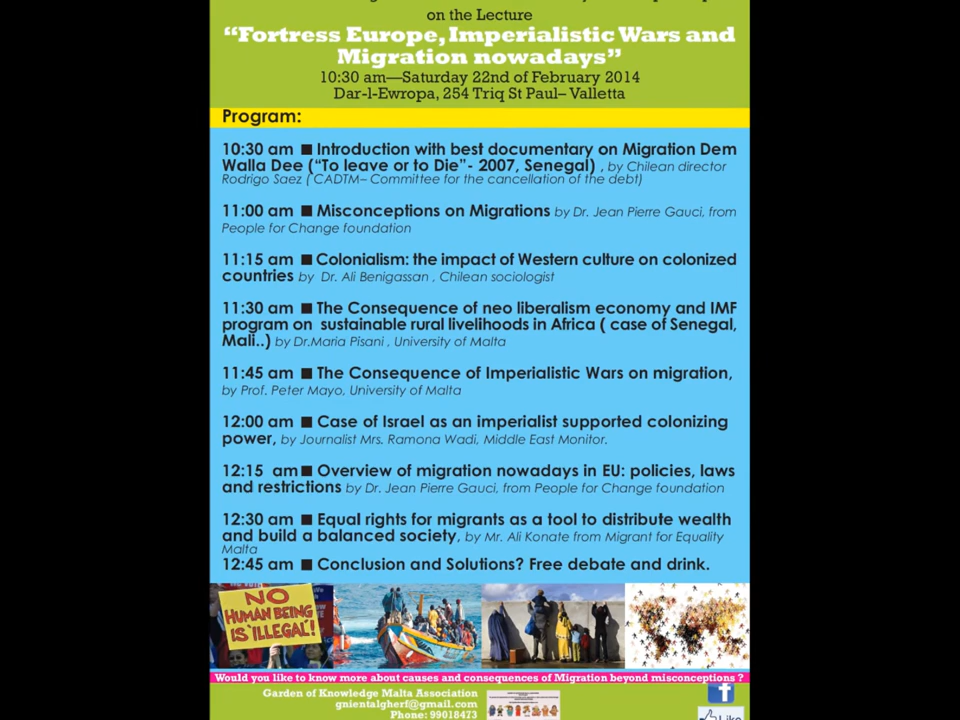 on the Lecture
“Fortress Europe, Imperialistic Wars and
Migration nowadays”
10:30 am—Saturday 22nd of February 2014
Dar-l-Ewropa, 254 Triq St Paul– Valletta
Program:
10:30 am ■ Introduction with best documentary on Migration Dem
Walla Dee (“To leave or to Die”- 2007, Senegal) , by Chilean director
Rodrigo Saez ( CADTM– Committee for the cancellation of the debt)
11:00 am ■ Misconceptions on Migrations by Dr. Jean Pierre Gauci, from
People for Change foundation
11:15 am ■ Colonialism: the impact of Western culture on colonized
countries by Dr. Ali Benigassan , Chilean sociologist
11:30 am ■ The Consequence of neo liberalism economy and IMF
program on sustainable rural livelihoods in Africa ( case of Senegal,
Mali..) by Dr.Maria Pisani , University of Malta
11:45 am ■ The Consequence of Imperialistic Wars on migration,
by Prof. Peter Mayo, University of Malta
12:00 am ■ Case of Israel as an imperialist supported colonizing
power, by Journalist Mrs. Ramona Wadi, Middle East Monitor.
12:15 am ■ Overview of migration nowadays in EU: policies, laws
and restrictions by Dr. Jean Pierre Gauci, from People for Change foundation
12:30 am ■ Equal rights for migrants as a tool to distribute wealth
and build a balanced society, by Mr. Ali Konate from Migrant for Equality
Malta
12:45 am ■ Conclusion and Solutions? Free debate and drink.
NO
HUMAN BEING
IS ILLEGAL!
Would you like to know more about causes and consequences of Migration beyond misconceptions ?
Garden of Knowledge Malta Association
gnientalgherf@gmail.com
Phone: 99018473
f
Like